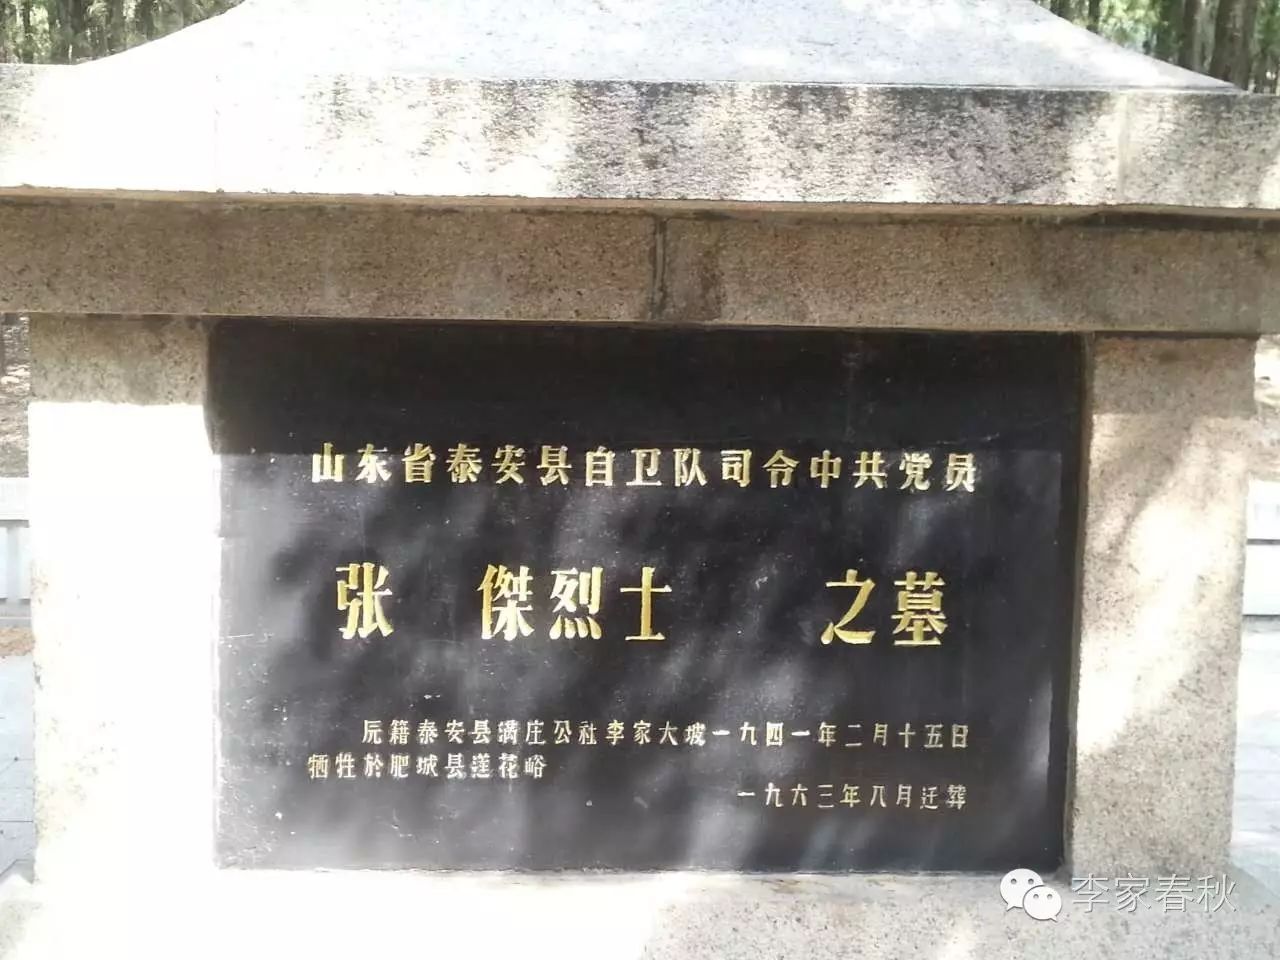 山东省泰安县自卫队司令中共党员
张 傑烈士 之墓
原籍泰安县满庄公社李家大坡一九四一年二月十五日
牺牲於肥城县莲花峪
一九六三年八月迁葬
李家春秋